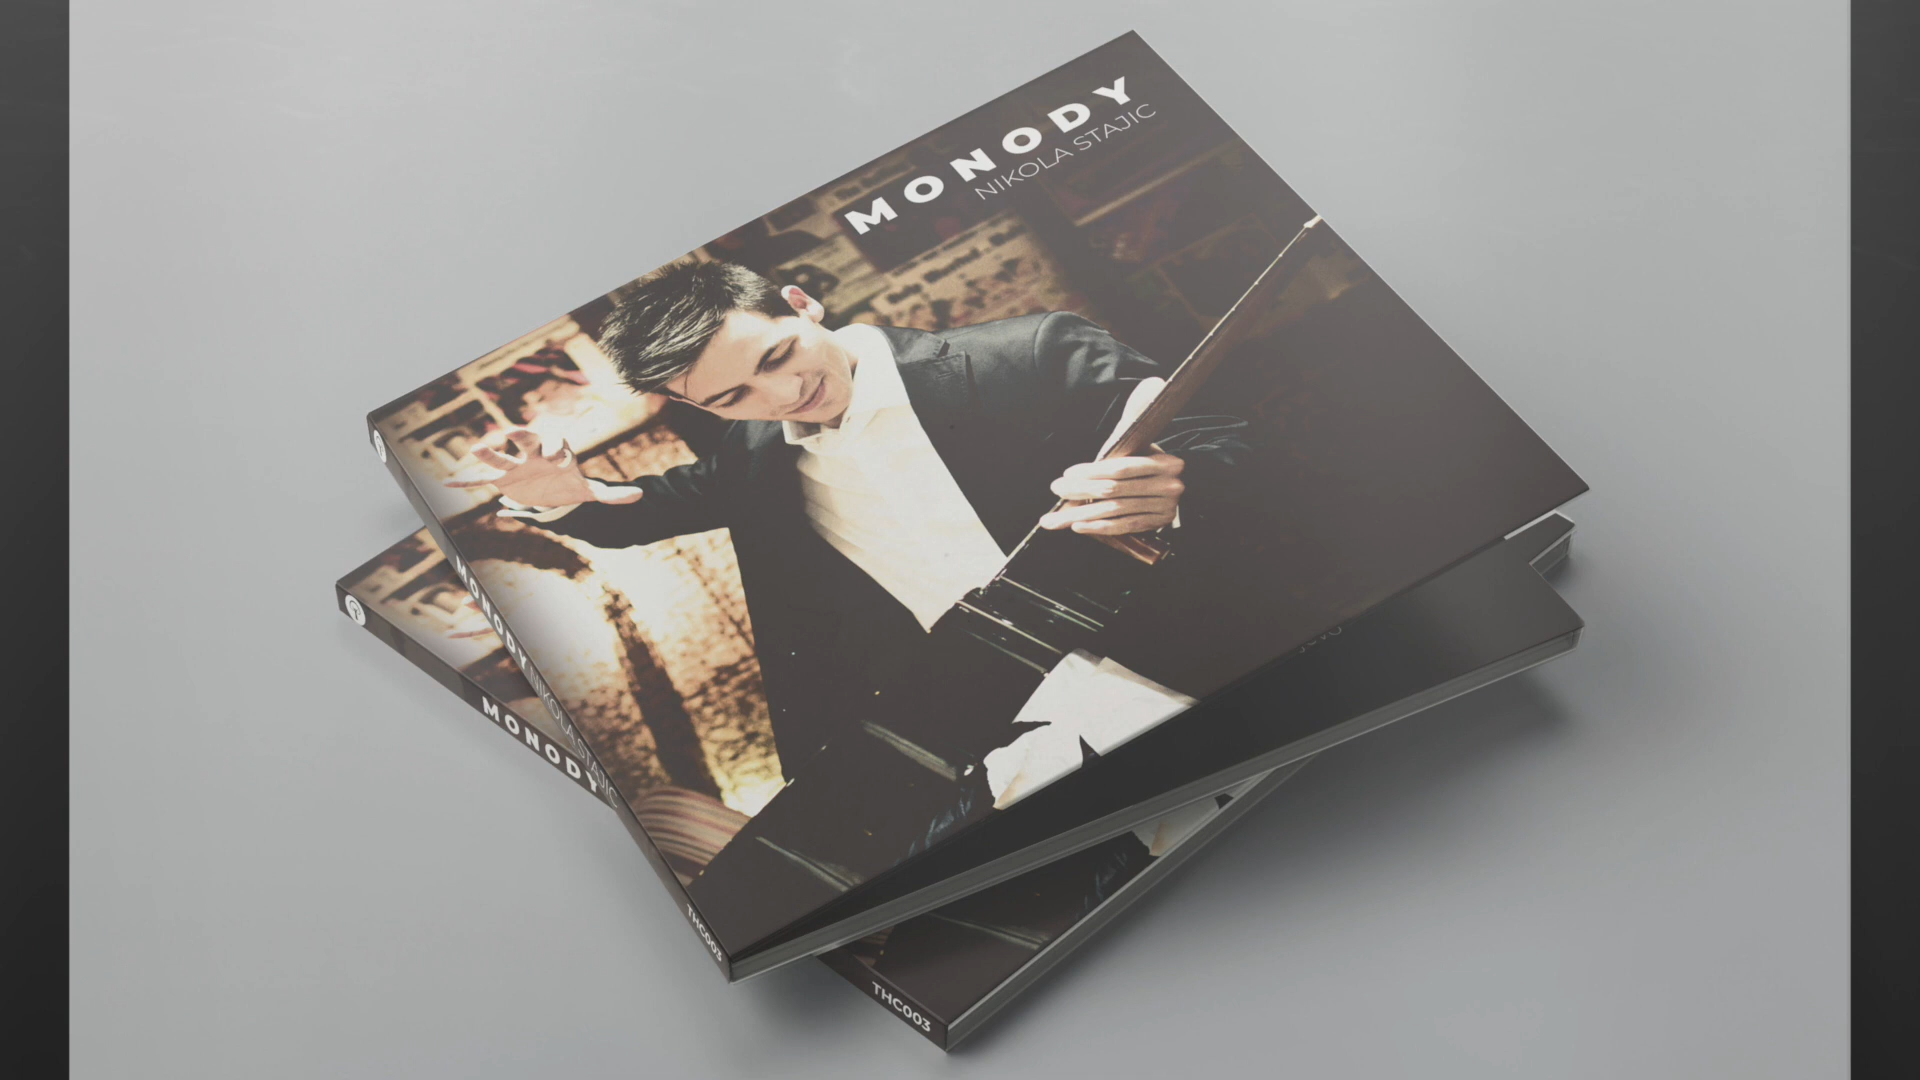 MONODY
NIKOLA STAJIC
MONODY NIKOLA STAJIC
THC003
MONODY
THC003